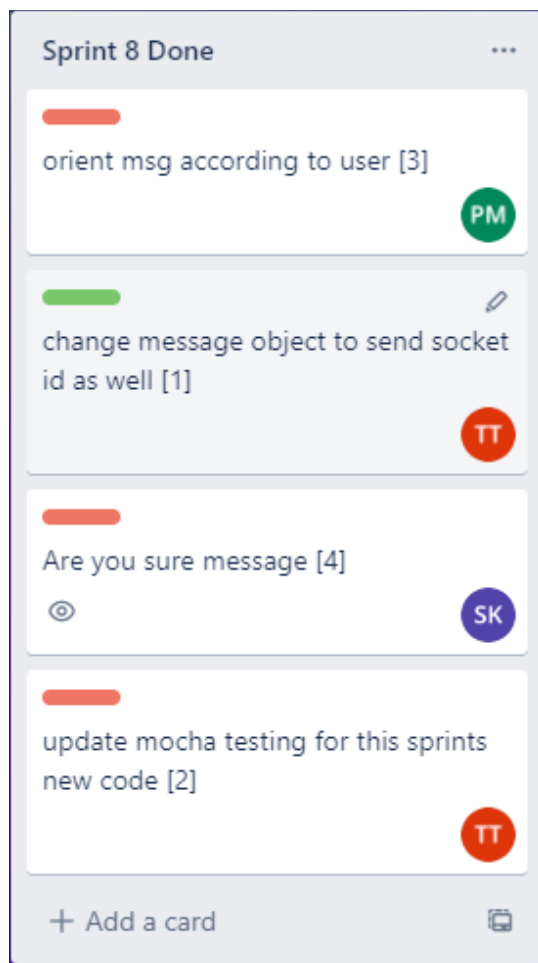 Sprint 8 Done
orient msg according to user [3]
PM
change message object to send socket
id as well [1]
TT
Are you sure message [4]
SK
update mocha testing for this sprints
new code [2]
TT
+ Add a card